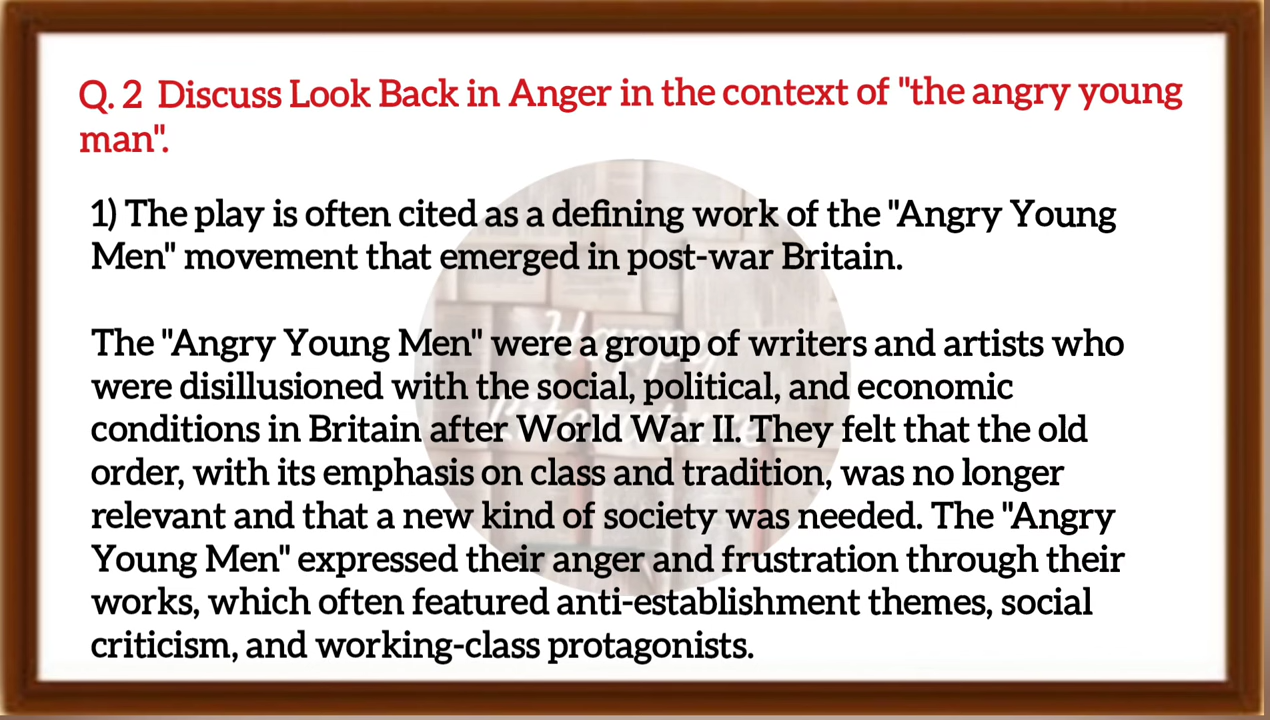 Q. 2 Discuss Look Back in Anger in the context of "the angry young
man".
1) The play is often cited as a defining work of the "Angry Young
Men" movement that emerged in post-war Britain.
The "Angry Young Men" were a group of writers and artists who
were disillusioned with the social, political, and economic
conditions in Britain after World War II. They felt that the old
order, with its emphasis on class and tradition, was no longer
relevant and that a new kind of society was needed. The "Angry
Young Men" expressed their anger and frustration through their
works, which often featured anti-establishment themes, social
criticism, and working-class protagonists.
Happy
Literature